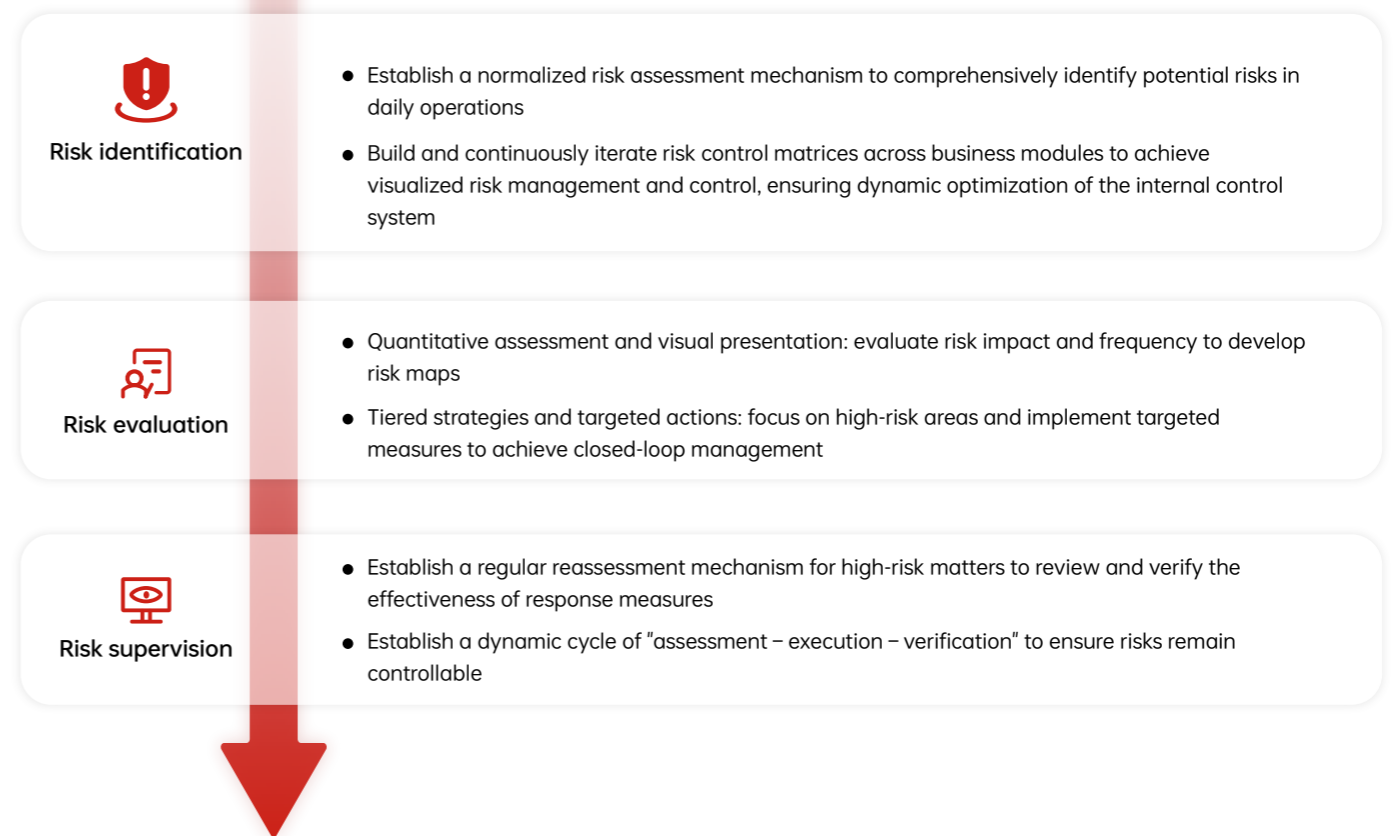 Risk identification
● Establish a normalized risk assessment mechanism to comprehensively identify potential risks in
daily operations
● Build and continuously iterate risk control matrices across business modules to achieve
visualized risk management and control, ensuring dynamic optimization of the internal control
system
Risk evaluation
● Quantitative assessment and visual presentation: evaluate risk impact and frequency to develop
risk maps
● Tiered strategies and targeted actions: focus on high-risk areas and implement targeted
measures to achieve closed-loop management
Risk supervision
● Establish a regular reassessment mechanism for high-risk matters to review and verify the
effectiveness of response measures
● Establish a dynamic cycle of "assessment – execution – verification" to ensure risks remain
controllable